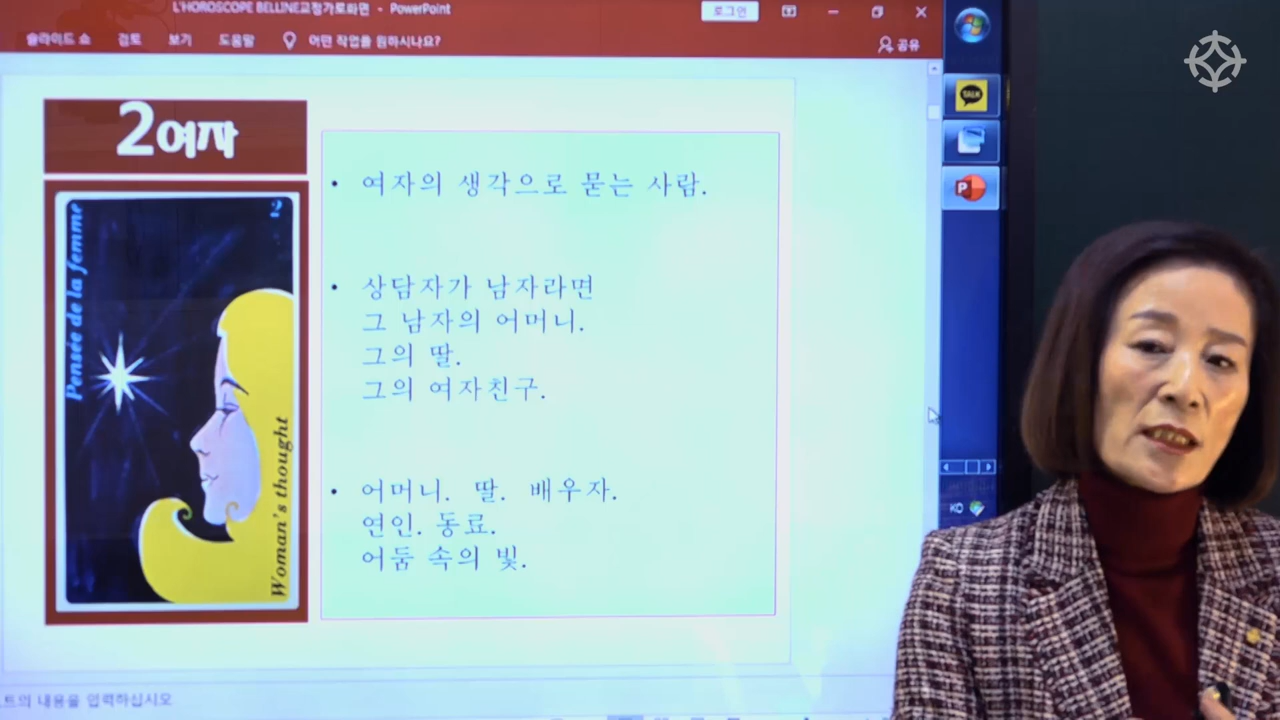 L'HOROSCOPE BELLINE교정가로화면 - PowerPoint
로그인
슬라이드 쇼 검토 보기 도움말 어떤 작업을 원하시나요?
공유
TALK
P
2여자
2
Pensée de la femme
Woman's thought
• 여자의 생각으로 묻는 사람.
• 상담자가 남자라면
그 남자의 어머니.
그의 딸.
그의 여자친구.
• 어머니. 딸. 배우자.
연인. 동료.
어둠 속의 빛.
KO
트의 내용을 입력하십시오